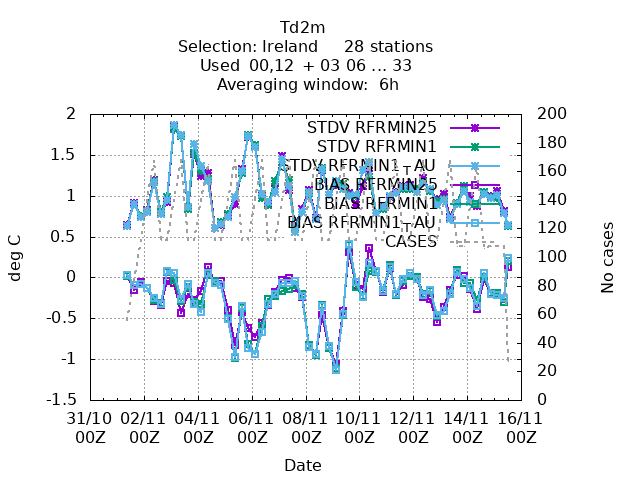 Td2m
Selection: Ireland 28 stations
Used 00,12 + 03 06 ... 33
Averaging window: 6h
2
1.5
1
0.5
0
-0.5
-1
-1.5
deg C
200
180
160
140
120
100
80
60
40
20
0
No cases
STDV RFRMIN25
STDV RFRMIN1
STDV RFRMIN1-AU
BIAS RFRMIN25
BIAS RFRMIN1
BIAS RFRMIN1-AU
CASES
31/10 02/11 04/11 06/11 08/11 10/11 12/11 14/11 16/11
00Z 00Z 00Z 00Z 00Z 00Z 00Z 00Z 00Z
Date